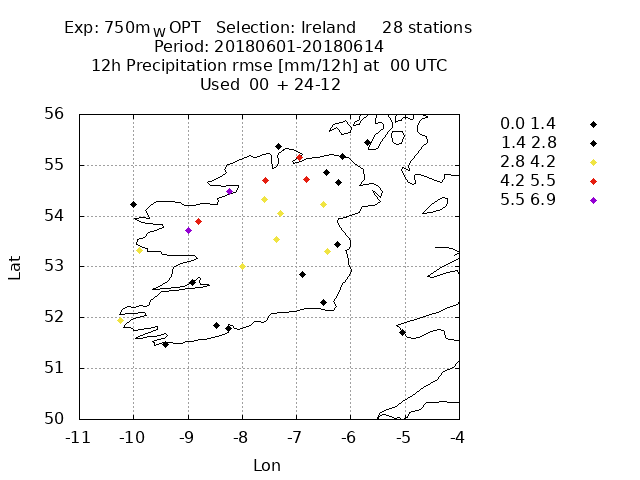 Exp: 750m_W OPT Selection: Ireland 28 stations
Period: 20180601-20180614
12h Precipitation rmse [mm/12h] at 00 UTC
Used 00 + 24-12
56
55
54
53
52
51
50
Lat
-11 -10 -9 -8 -7 -6 -5 -4
Lon
0.0 1.4
1.4 2.8
2.8 4.2
4.2 5.5
5.5 6.9